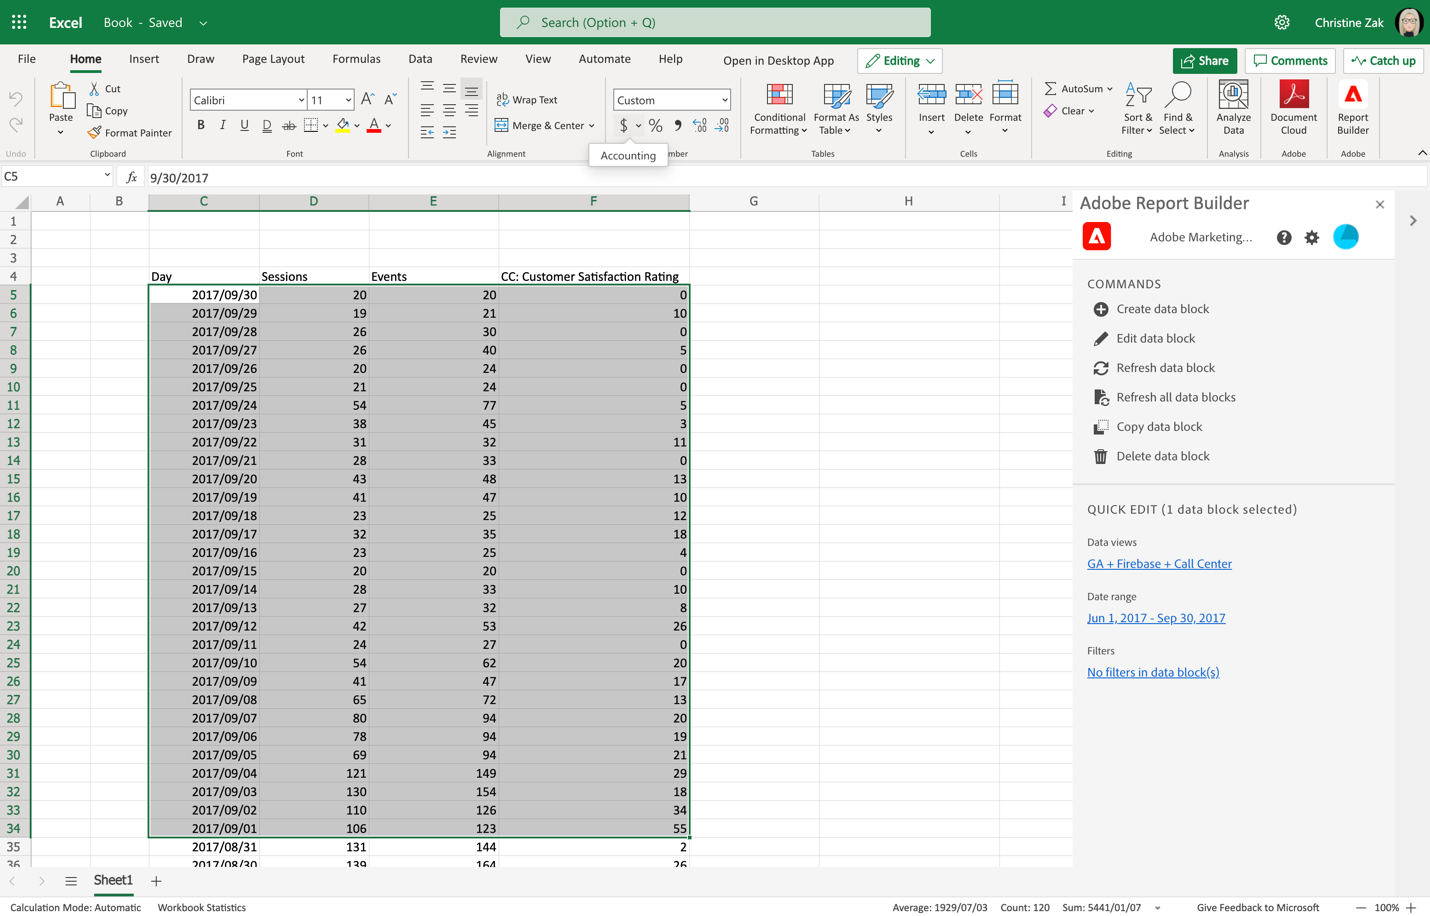 Excel Book - Saved Search (Option + Q) Christine Zak
File Home Insert Draw Page Layout Formulas Data Review View Automate Help Open in Desktop App Editing Share Comments Catch up
Cut
Copy
Format Painter
Paste
Undo
Clipboard
Calibri 11
B I U D ab A
Font
Wrap Text
Merge & Center
Alignment
Custom
$ % 9
Accounting
mber
Conditional Formatting
Format As Table
Styles
Tables
Insert Delete Format
Cells
AutoSum
Clear
Sort & Filter
Find & Select
Editing
Analyze Data
Analysis
Document Cloud
Adobe
Report Builder
Adobe
C5 fx 9/30/2017
A B C D E F G H I
1
2
3
4 Day Sessions Events CC: Customer Satisfaction Rating
5 2017/09/30 20 20 0
6 2017/09/29 19 21 10
7 2017/09/28 26 30 0
8 2017/09/27 26 40 5
9 2017/09/26 20 24 0
10 2017/09/25 21 24 0
11 2017/09/24 54 77 5
12 2017/09/23 38 45 3
13 2017/09/22 31 32 11
14 2017/09/21 28 33 0
15 2017/09/20 43 48 13
16 2017/09/19 41 47 10
17 2017/09/18 23 25 12
18 2017/09/17 32 35 18
19 2017/09/16 23 25 4
20 2017/09/15 20 20 0
21 2017/09/14 28 33 10
22 2017/09/13 27 32 8
23 2017/09/12 42 53 26
24 2017/09/11 24 27 0
25 2017/09/10 54 62 20
26 2017/09/09 41 47 17
27 2017/09/08 65 72 13
28 2017/09/07 80 94 20
29 2017/09/06 78 94 19
30 2017/09/05 69 94 21
31 2017/09/04 121 149 29
32 2017/09/03 130 154 18
33 2017/09/02 110 126 34
34 2017/09/01 106 123 55
35 2017/08/31 131 144 2
36 2017/08/30 139 164 26
Adobe Report Builder
Adobe Marketing...
COMMANDS
Create data block
Edit data block
Refresh data block
Refresh all data blocks
Copy data block
Delete data block
QUICK EDIT (1 data block selected)
Data views
GA + Firebase + Call Center
Date range
Jun 1, 2017 - Sep 30, 2017
Filters
No filters in data block(s)
Sheet1
Calculation Mode: Automatic Workbook Statistics Average: 1929/07/03 Count: 120 Sum: 5441/01/07 Give Feedback to Microsoft 100%